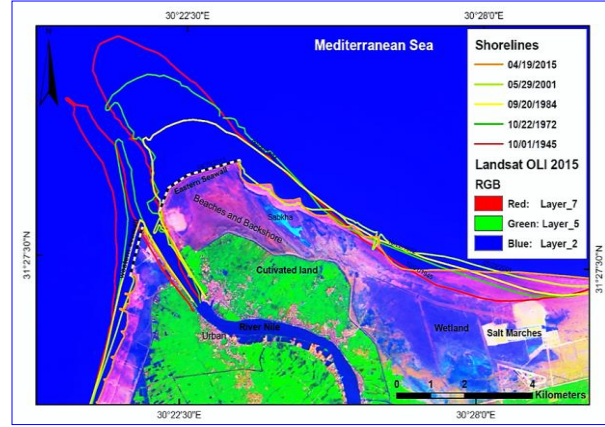 30°22'30"E
30°28'0"E
Mediterranean Sea
Shorelines
04/19/2015
05/29/2001
09/20/1984
10/22/1972
10/01/1945
Landsat OLI 2015
RGB
Red: Layer_7
Green: Layer_5
Blue: Layer_2
Eastern Seawall
Beaches and Backshore
Sabkha
31°27'30"N
31°27'30"N
Cutivated land
River Nile
Urban
Wetland
Salt Marches
0 1 2 4
Kilometers
30°22'30"E
30°28'0"E